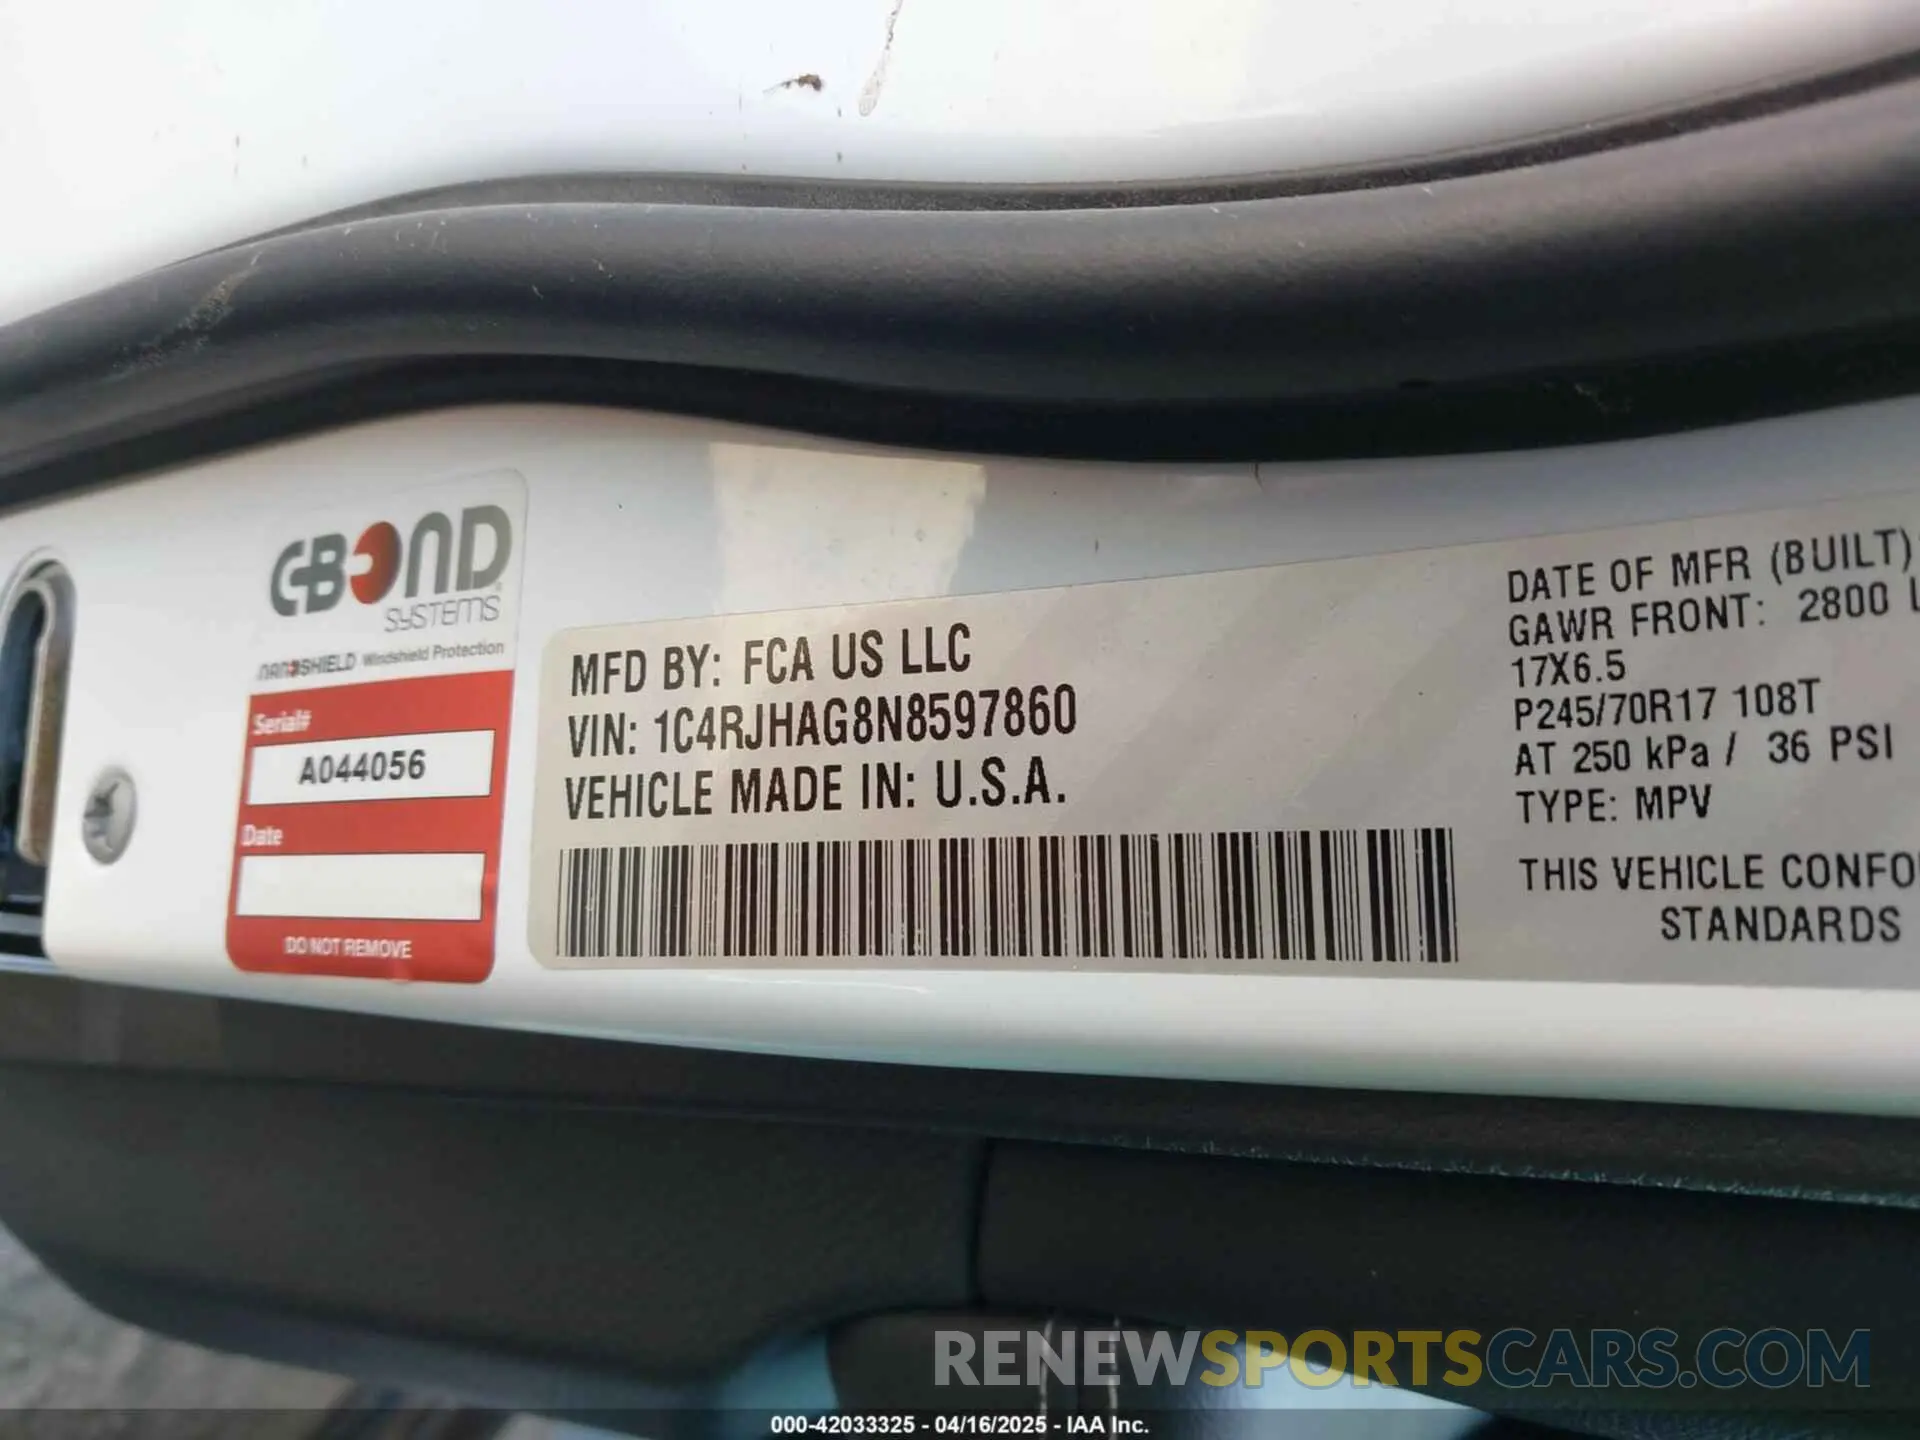 C-BOND
SYSTEMS
NANOSHIELD Windshield Protection
Serial#
A044056
Date
DO NOT REMOVE
MFD BY: FCA US LLC
VIN: 1C4RJHAG8N8597860
VEHICLE MADE IN: U.S.A.
DATE OF MFR (BUILT)
GAWR FRONT: 2800 L
17X6.5
P245/70R17 108T
AT 250 kPa / 36 PSI
TYPE: MPV
THIS VEHICLE CONFO
STANDARDS
RENEWSPORTSCARS.COM
000-42033325 - 04/16/2025 - IAA Inc.